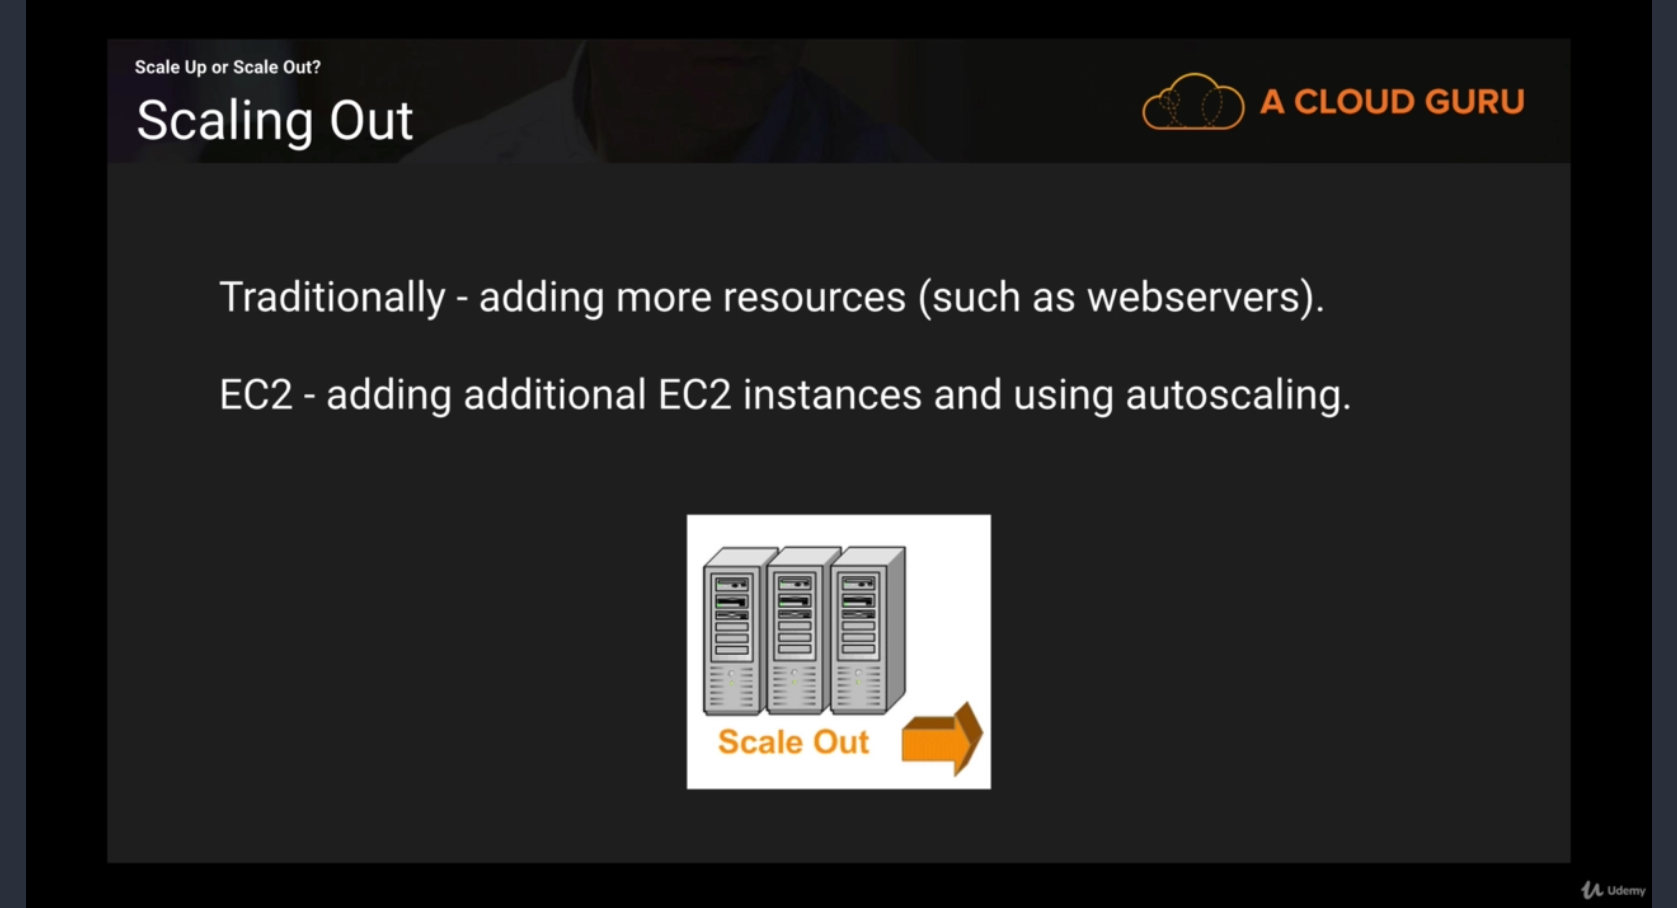 Scale Up or Scale Out?
Scaling Out
A CLOUD GURU
Traditionally - adding more resources (such as webservers).
EC2 - adding additional EC2 instances and using autoscaling.
Scale Out
Udemy